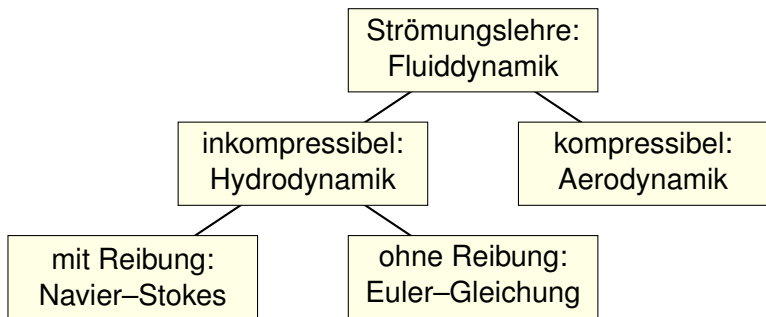 Strömungslehre:
Fluiddynamik
inkompressibel:
Hydrodynamik
kompressibel:
Aerodynamik
mit Reibung:
Navier–Stokes
ohne Reibung:
Euler–Gleichung